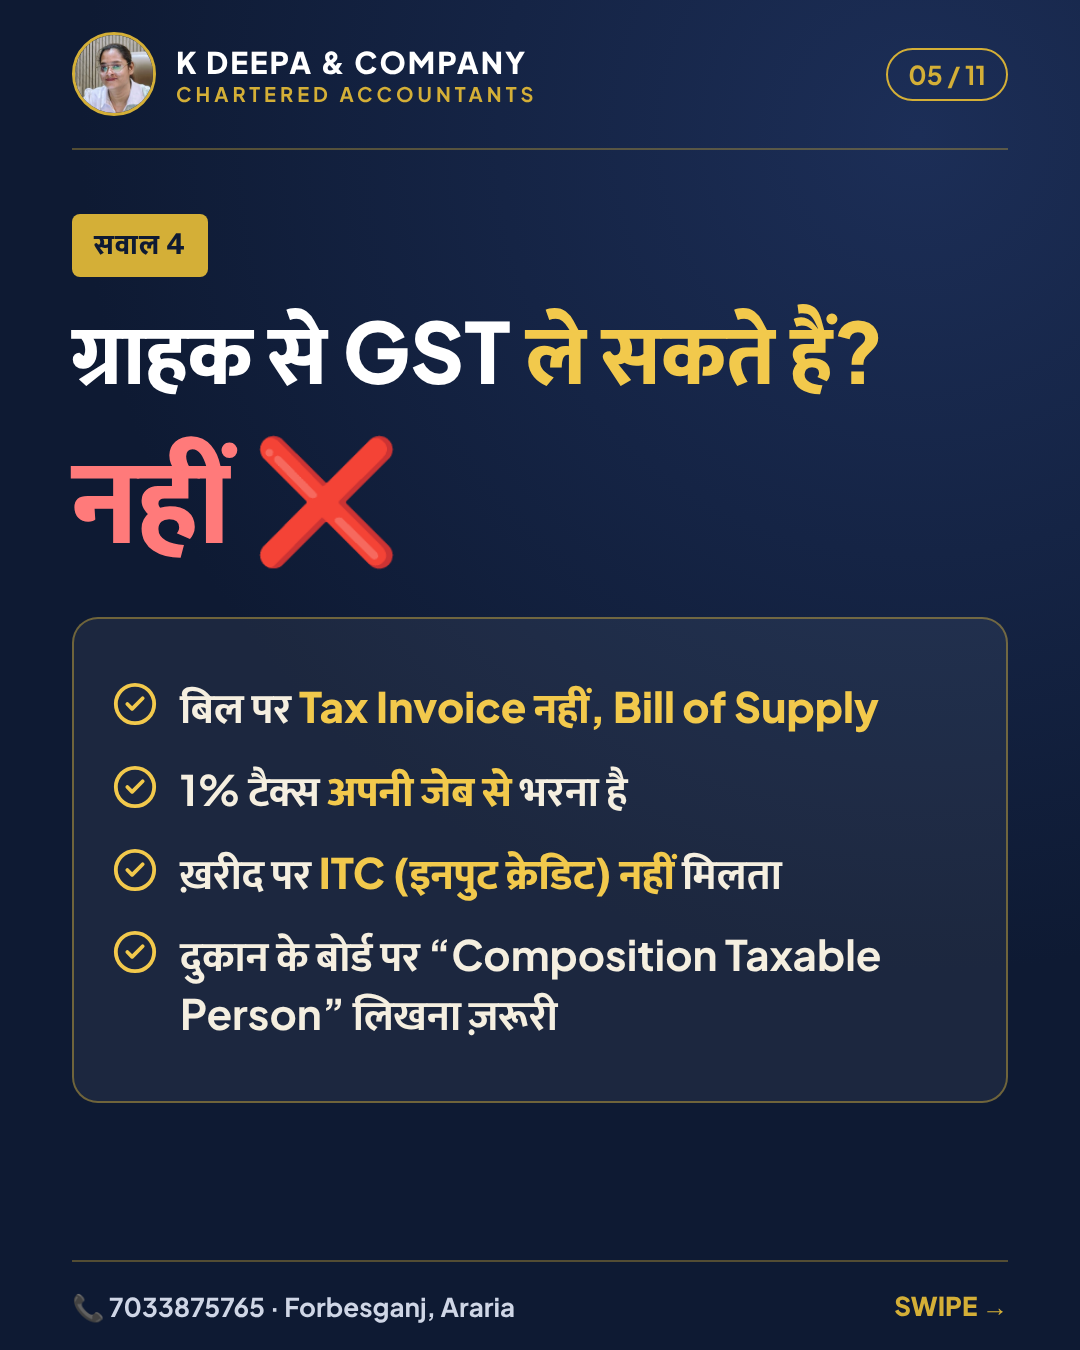 K DEEPA & COMPANY
CHARTERED ACCOUNTANTS
05 / 11
सवाल 4
ग्राहक से GST ले सकते हैं?
नहीं ❌
बिल पर Tax Invoice नहीं, Bill of Supply
1% टैक्स अपनी जेब से भरना है
ख़रीद पर ITC (इनपुट क्रेडिट) नहीं मिलता
दुकान के बोर्ड पर “Composition Taxable
Person” लिखना ज़रूरी
📞 7033875765 · Forbesganj, Araria
SWIPE →